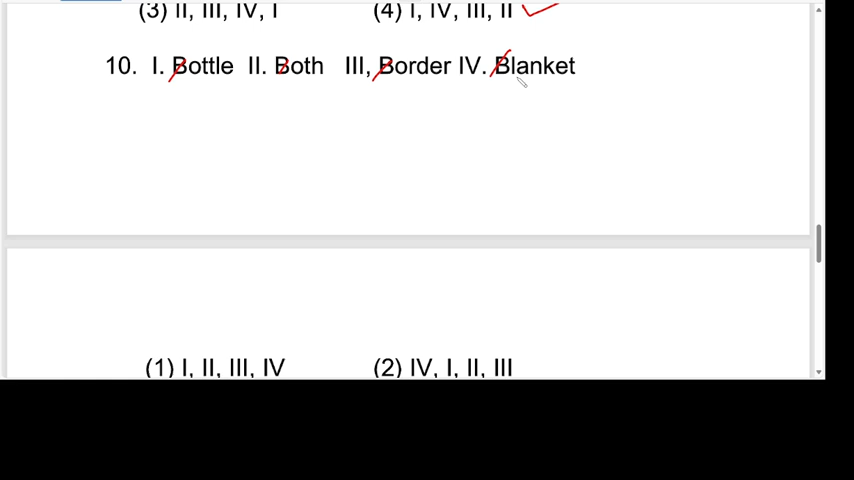 (3) II, III, IV, I (4) I, IV, III, II
10. I. Bottle II. Both III, Border IV. Blanket
(1) I, II, III, IV (2) IV, I, II, III